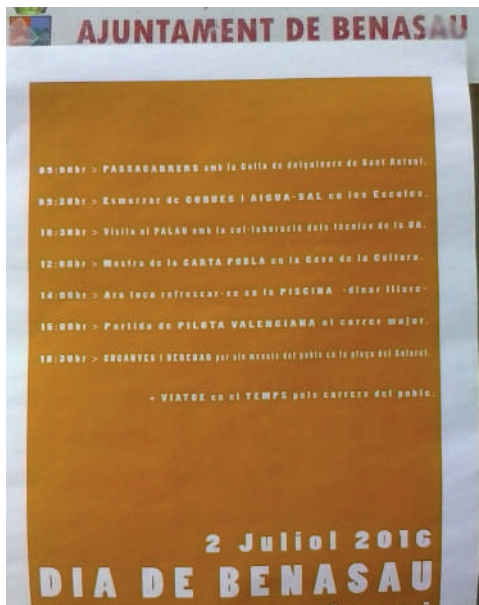 AJUNTAMENT DE BENASAU
09:00hr > PASSACARRERS amb la Colla de dolçainers de Sant Antoni.
09:30hr > Esmorzar de COQUES I AIGUA-SAL en les Escoles.
10:30hr > Visita al PALAU amb la col·laboració dels tècnics de la DA.
12:00hr > Mostra de la CARTA POBLA en la Casa de la Cultura.
14:00hr > Ara toca refrescar-se en la PISCINA -dinar lliure-
16:00hr > Partida de PILOTA VALENCIANA al carrer major.
18:30hr > CUCANYES I BERENAR per als menuts del poble en la plaça del
+ VIATGE en el TEMPS pels carrers del poble.
2 Juliol 2016
DIA DE BENASAU